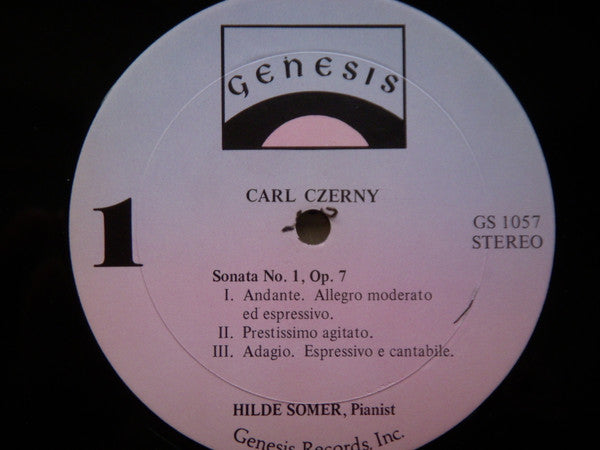 GENESIS
CARL CZERNY
1
GS 1057
STEREO
Sonata No. 1, Op. 7
I. Andante. Allegro moderato
ed espressivo.
II. Prestissimo agitato.
III. Adagio. Espressivo e cantabile.
HILDE SOMER, Pianist
Genesis Records, Inc.